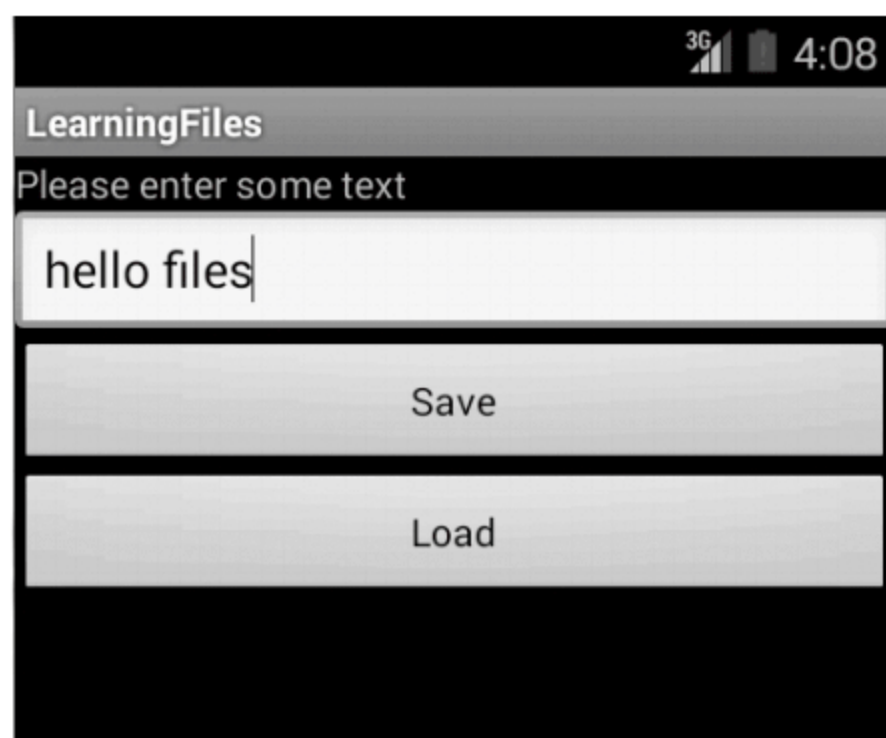 3G 4:08
LearningFiles
Please enter some text
hello files
Save
Load